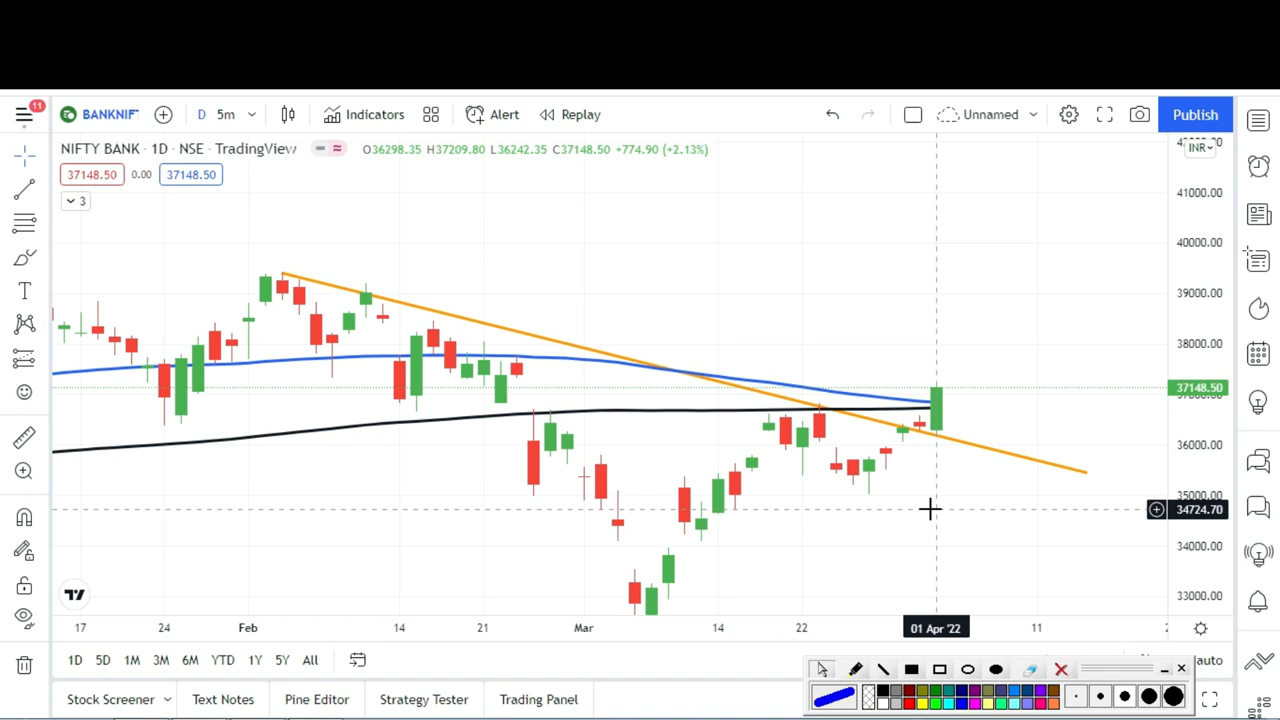 11
BANKNIF
D 5m
Indicators
Alert
Replay
Unnamed
Publish
NIFTY BANK · 1D · NSE · TradingView
O36298.35 H37209.80 L36242.35 C37148.50 +774.90 (+2.13%)
INR
37148.50 0.00 37148.50
3
41000.00
40000.00
39000.00
38000.00
37148.50
36000.00
35000.00
34724.70
34000.00
33000.00
17 24 Feb 14 21 Mar 14 22 01 Apr '22 11
1D 5D 1M 3M 6M YTD 1Y 5Y All
auto
Stock Screener Text Notes Pine Editor Strategy Tester Trading Panel